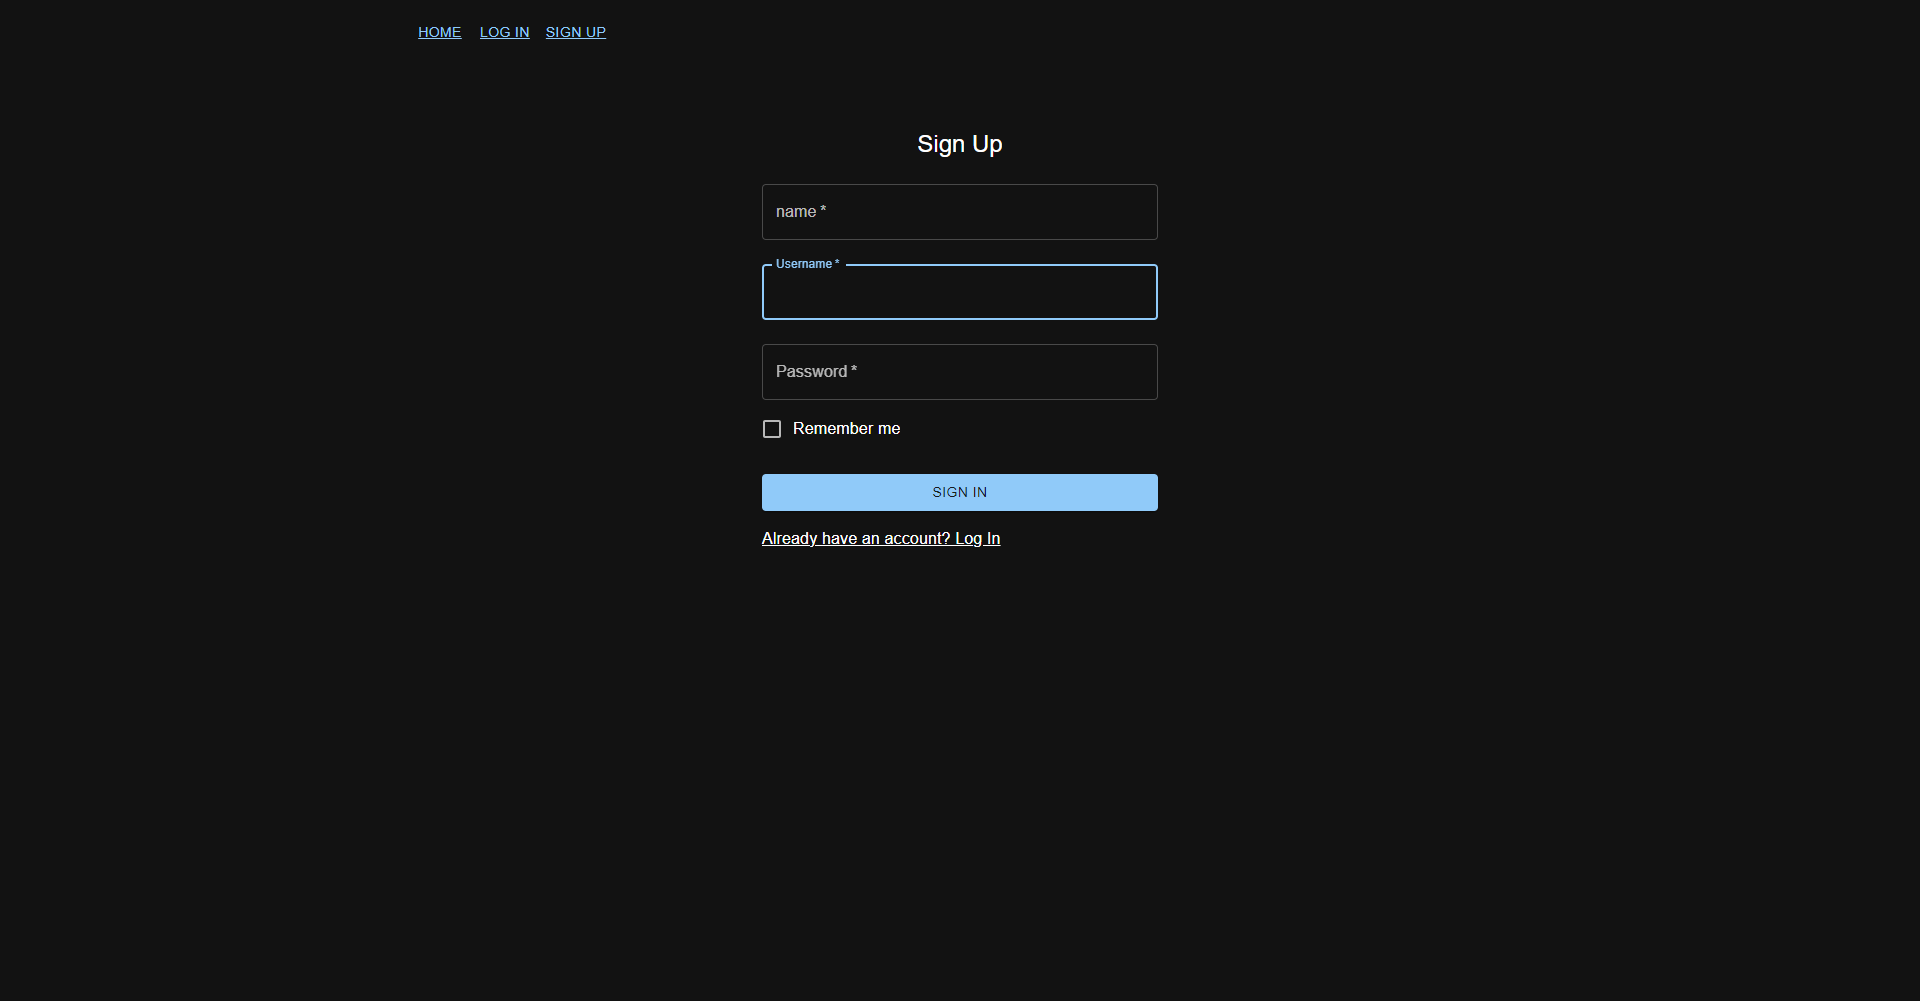 HOME LOG IN SIGN UP
Sign Up
name *
Username *
Password *
Remember me
SIGN IN
Already have an account? Log In